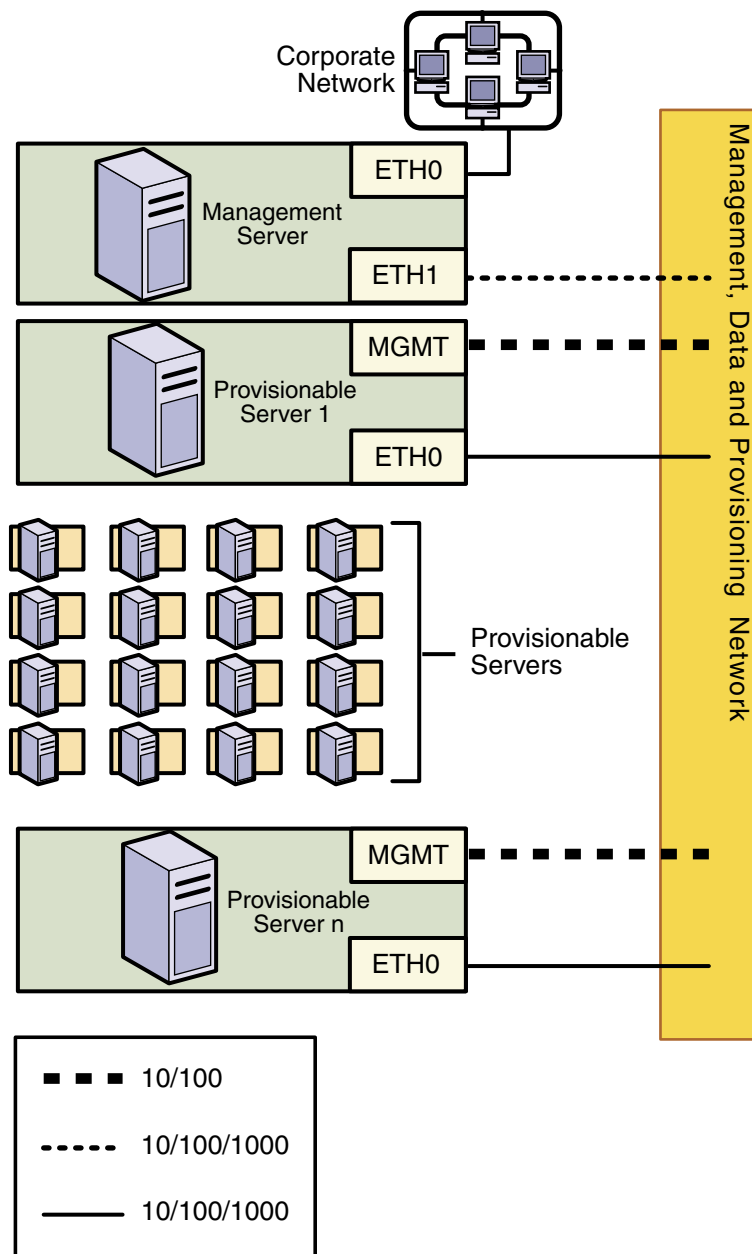 Corporate
Network
ETH0
Management
Server
ETH1
MGMT
Provisionable
Server 1
ETH0
Provisionable
Servers
MGMT
Provisionable
Server n
ETH0
Management, Data and Provisioning Network
10/100
10/100/1000
10/100/1000